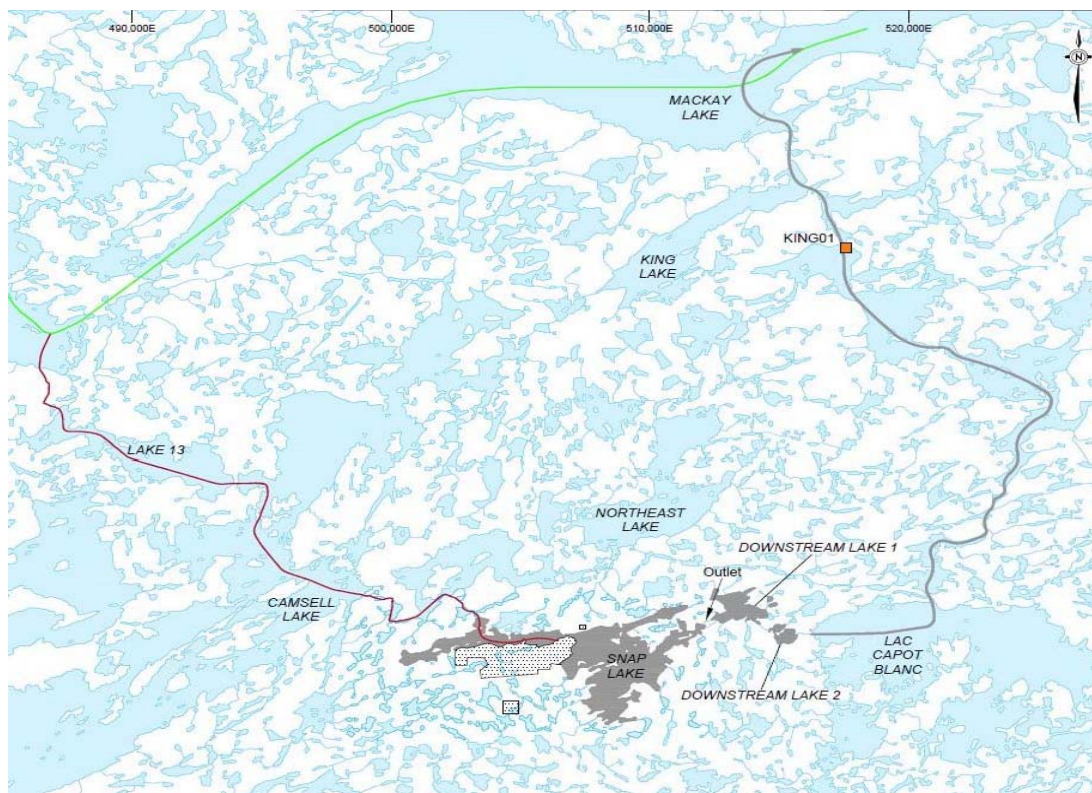 490,000E
500,000E
510,000E
520,000E
N
MACKAY
LAKE
KING01
KING
LAKE
LAKE 13
NORTHEAST
LAKE
DOWNSTREAM LAKE 1
Outlet
CAMSELL
LAKE
SNAP
LAKE
LAC
CAPOT
BLANC
DOWNSTREAM LAKE 2